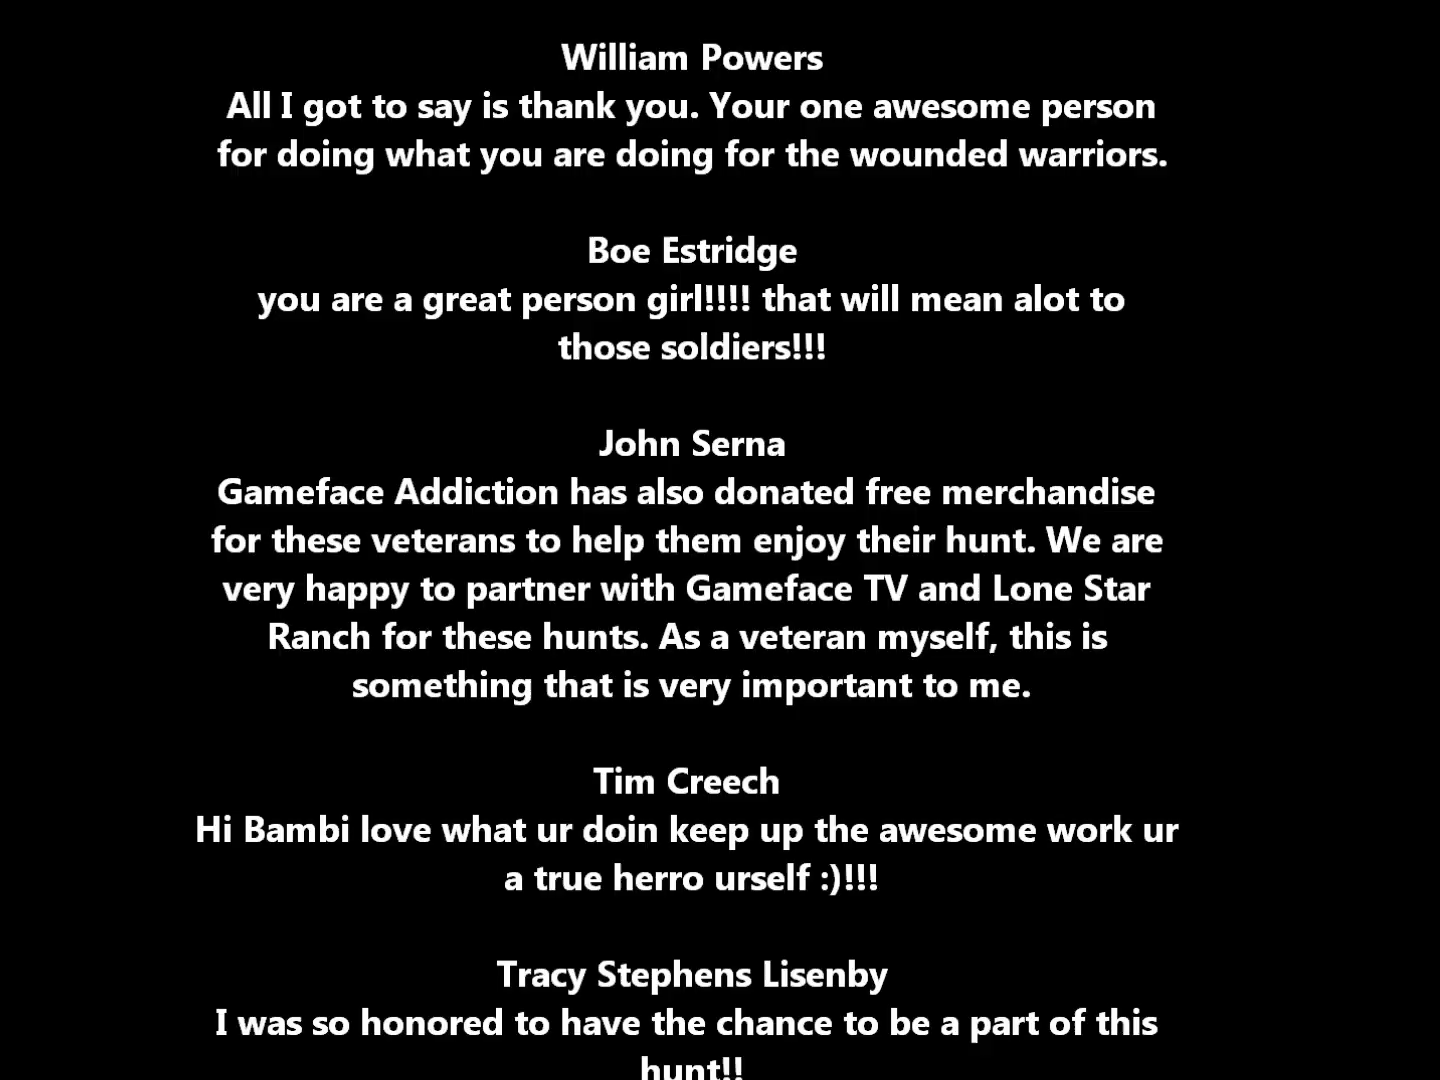 William Powers
All I got to say is thank you. Your one awesome person
for doing what you are doing for the wounded warriors.
Boe Estridge
you are a great person girl!!!! that will mean alot to
those soldiers!!!
John Serna
Gameface Addiction has also donated free merchandise
for these veterans to help them enjoy their hunt. We are
very happy to partner with Gameface TV and Lone Star
Ranch for these hunts. As a veteran myself, this is
something that is very important to me.
Tim Creech
Hi Bambi love what ur doin keep up the awesome work ur
a true herro urself :)!!!
Tracy Stephens Lisenby
I was so honored to have the chance to be a part of this
hunt!!